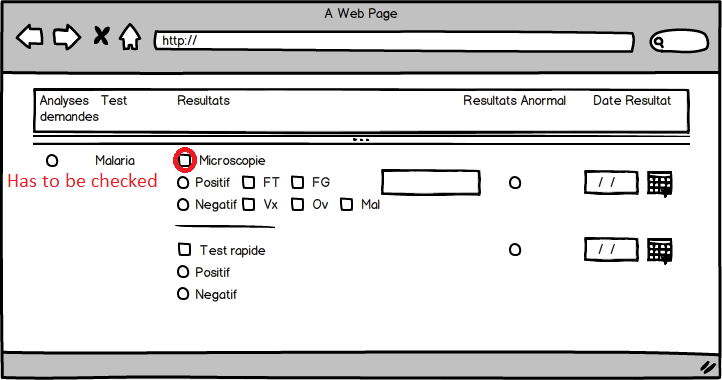 A Web Page
http://
Analyses Test Resultats Resultats Anormal Date Resultat
demandes
Malaria Microscopie
Has to be checked Positif FT FG / /
Negatif Vx Ov Mal
Test rapide / /
Positif
Negatif